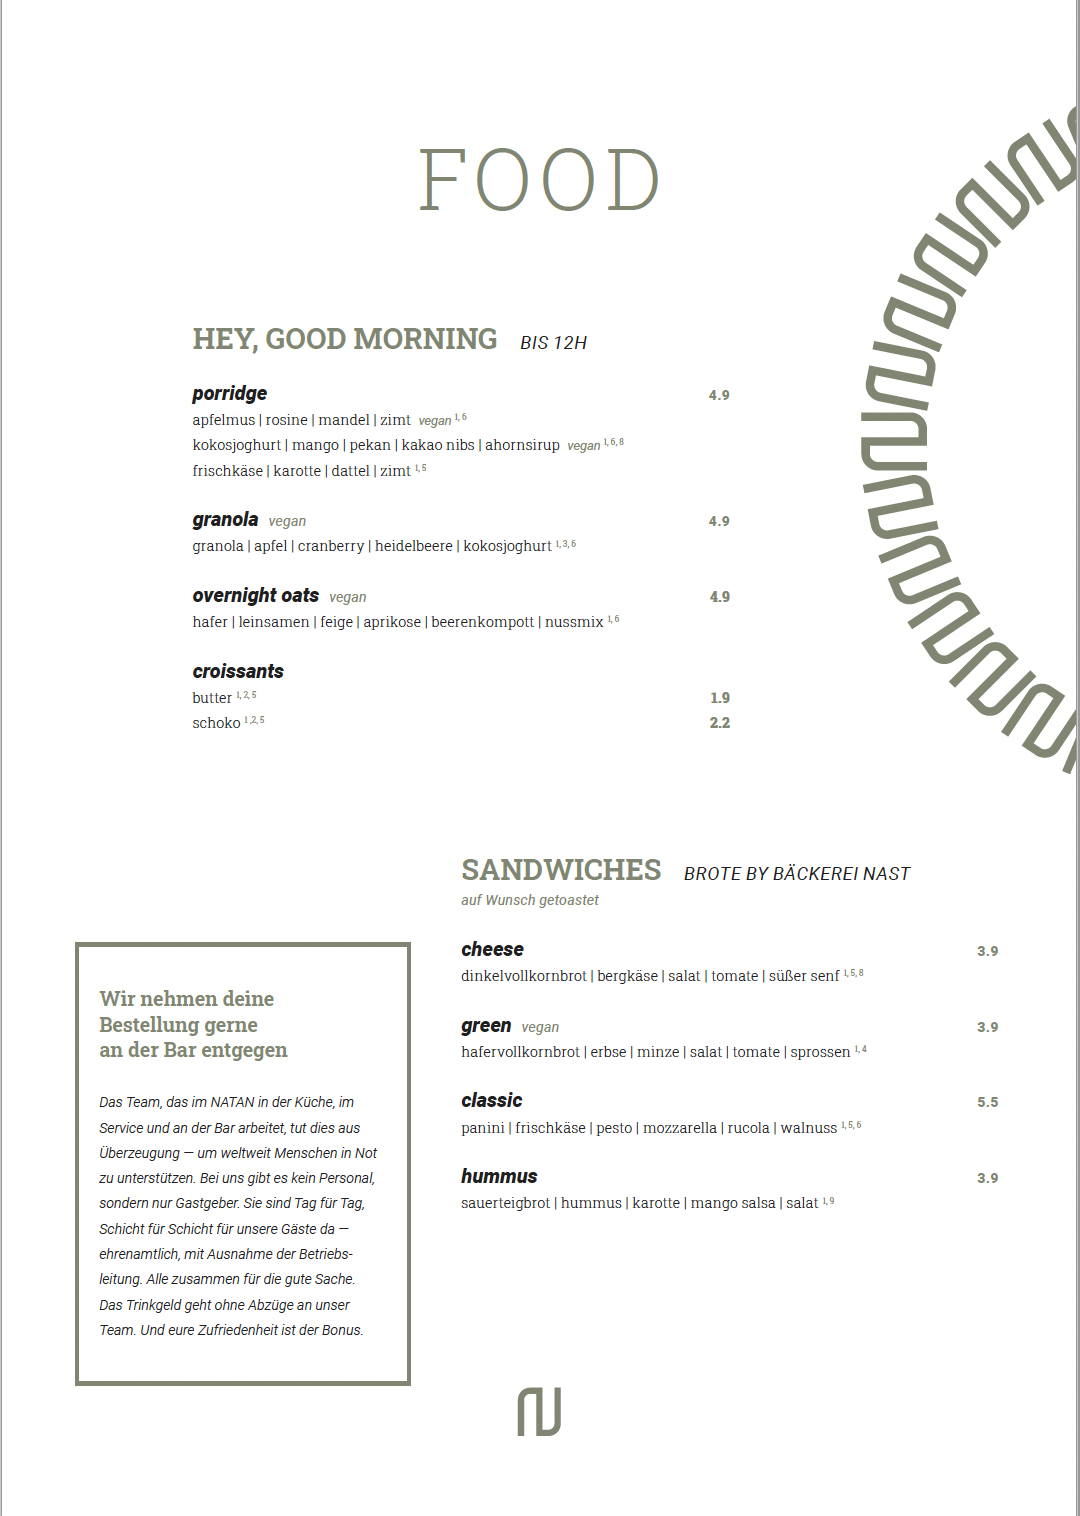 FOOD
HEY, GOOD MORNING BIS 12H
porridge 4.9
apfelmus | rosine | mandel | zimt vegan 1, 6
kokosjoghurt | mango | pekan | kakao nibs | ahornsirup vegan 1, 6, 8
frischkäse | karotte | dattel | zimt 1, 5
granola vegan 4.9
granola | apfel | cranberry | heidelbeere | kokosjoghurt 1, 3, 6
overnight oats vegan 4.9
hafer | leinsamen | feige | aprikose | beerenkompott | nussmix 1, 6
croissants
butter 1, 2, 5 1.9
schoko 1 ,2, 5 2.2
SANDWICHES BROTE BY BÄCKEREI NAST
auf Wunsch getoastet
cheese 3.9
dinkelvollkornbrot | bergkäse | salat | tomate | süßer senf 1, 5, 8
green vegan 3.9
hafervollkornbrot | erbse | minze | salat | tomate | sprossen 1, 4
classic 5.5
panini | frischkäse | pesto | mozzarella | rucola | walnuss 1, 5, 6
hummus 3.9
sauerteigbrot | hummus | karotte | mango salsa | salat 1, 9
Wir nehmen deine
Bestellung gerne
an der Bar entgegen
Das Team, das im NATAN in der Küche, im
Service und an der Bar arbeitet, tut dies aus
Überzeugung — um weltweit Menschen in Not
zu unterstützen. Bei uns gibt es kein Personal,
sondern nur Gastgeber. Sie sind Tag für Tag,
Schicht für Schicht für unsere Gäste da —
ehrenamtlich, mit Ausnahme der Betriebs-
leitung. Alle zusammen für die gute Sache.
Das Trinkgeld geht ohne Abzüge an unser
Team. Und eure Zufriedenheit ist der Bonus.